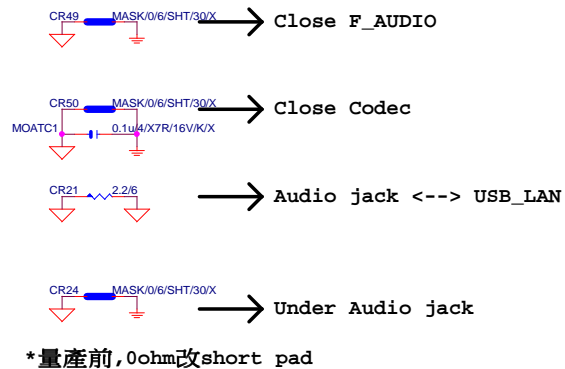 CR49 MASK/0/6/SHT/30/X Close F_AUDIO
CR50 MASK/0/6/SHT/30/X Close Codec
MOATC1 0.1u/4/X7R/16V/K/X
CR21 2.2/6 Audio jack <--> USB_LAN
CR24 MASK/0/6/SHT/30/X Under Audio jack
*量產前,0ohm改short pad